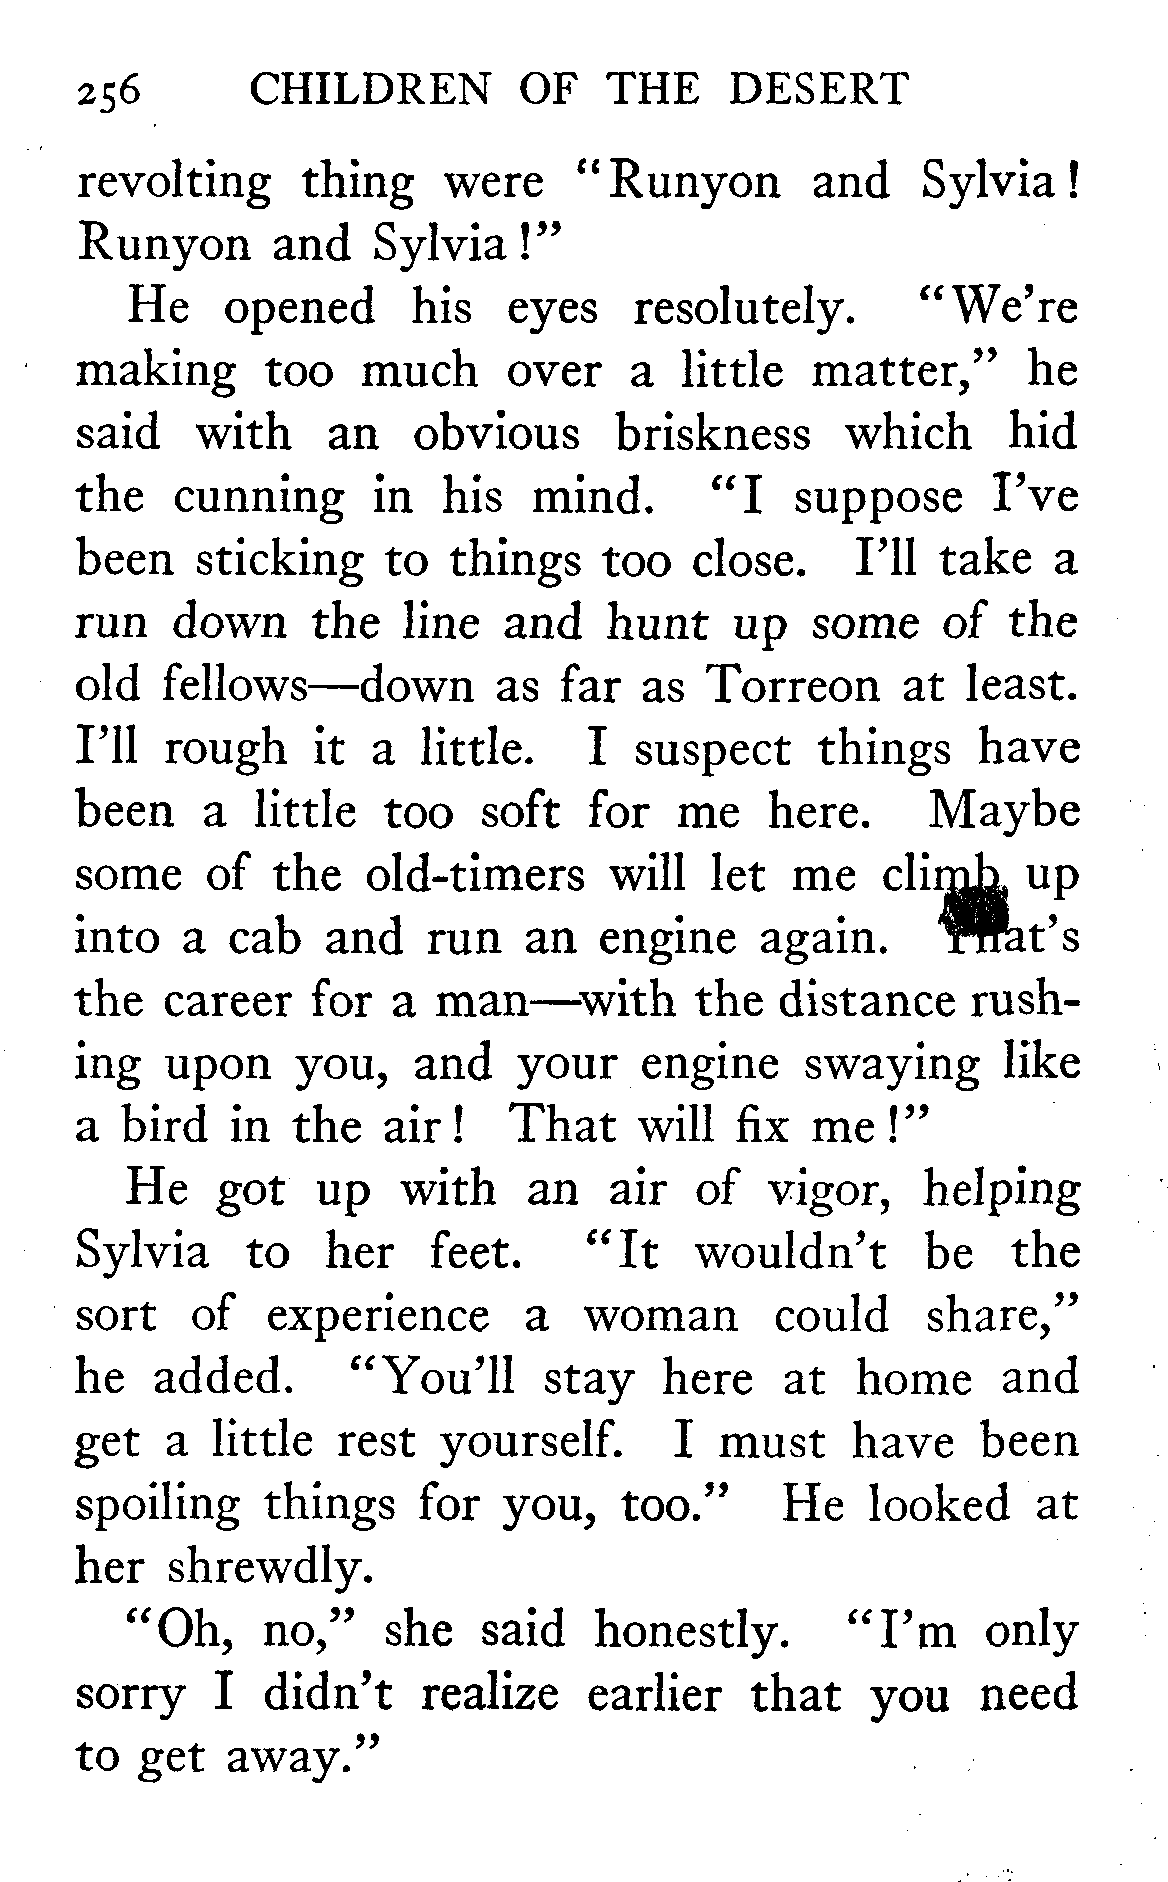 256 CHILDREN OF THE DESERT
revolting thing were “Runyon and Sylvia!
Runyon and Sylvia!”
He opened his eyes resolutely. “We’re
making too much over a little matter,” he
said with an obvious briskness which hid
the cunning in his mind. “I suppose I’ve
been sticking to things too close. I’ll take a
run down the line and hunt up some of the
old fellows—down as far as Torreon at least.
I’ll rough it a little. I suspect things have
been a little too soft for me here. Maybe
some of the old-timers will let me climb up
into a cab and run an engine again. That’s
the career for a man—with the distance rush-
ing upon you, and your engine swaying like
a bird in the air! That will fix me!”
He got up with an air of vigor, helping
Sylvia to her feet. “It wouldn’t be the
sort of experience a woman could share,”
he added. “You’ll stay here at home and
get a little rest yourself. I must have been
spoiling things for you, too.” He looked at
her shrewdly.
“Oh, no,” she said honestly. “I’m only
sorry I didn’t realize earlier that you need
to get away.”